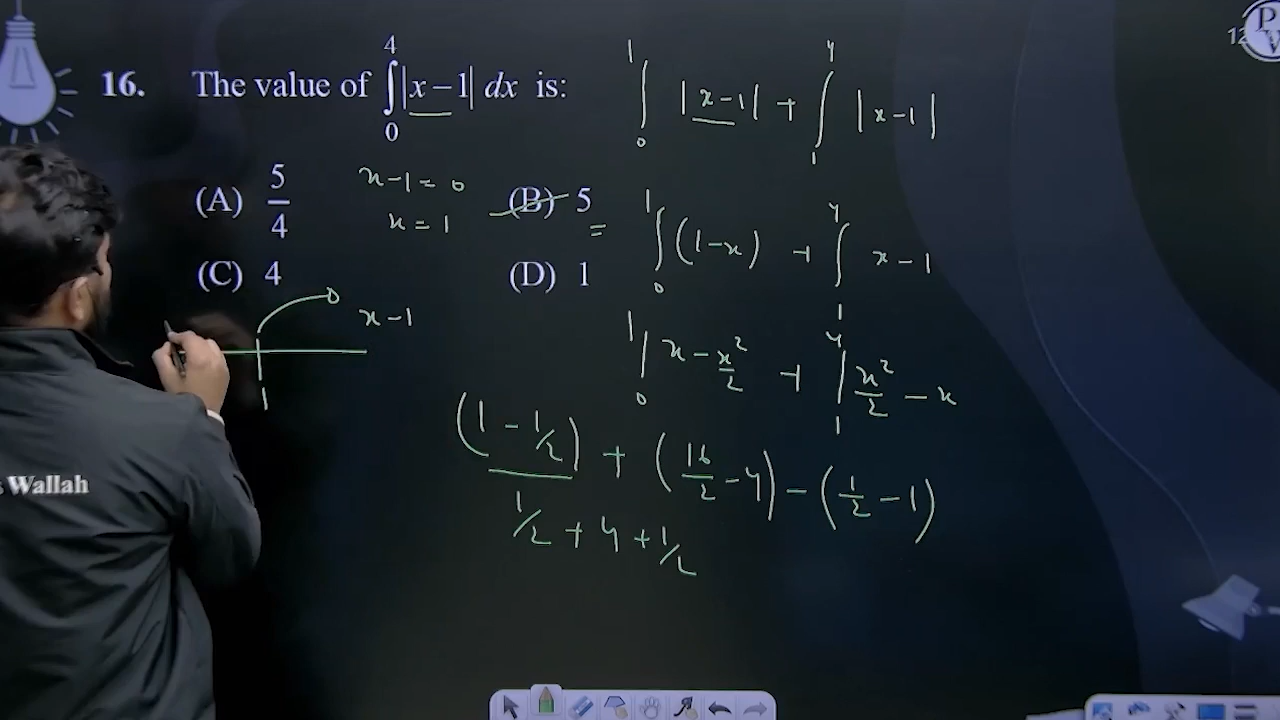 16. The value of ∫₀⁴ |x – 1| dx is:
(A) 5/4
(B) 5
(C) 4
(D) 1
x-1 = 0
x = 1
x-1
1
∫₀¹ |x-1| + ∫₁⁴ |x-1|
∫₀¹ (1-x) + ∫₁⁴ x-1
|₀¹ x - x²/2 + |₁⁴ x²/2 - x
(1 - 1/2) + (16/2 - 4) - (1/2 - 1)
1/2 + 4 + 1/2
Wallah
P
W